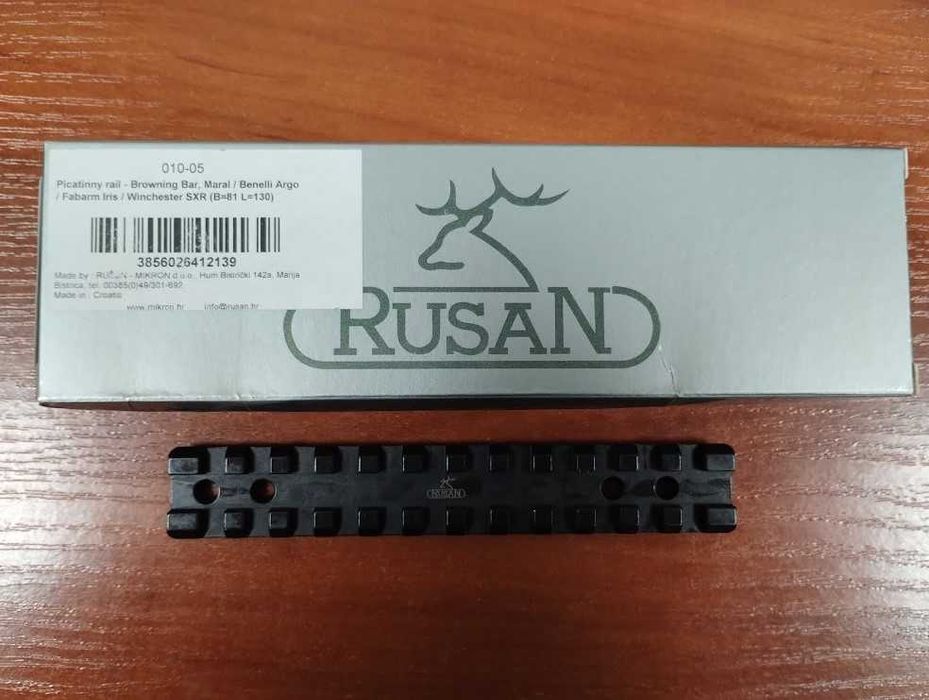 010-05
Picatinny rail - Browning Bar, Maral / Benelli Argo
/ Fabarm Iris / Winchester SXR (B=81 L=130)
3856026412139
Made by : RUSAN - MIKRON d.o.o., Hum Bistrički 142a, Marija
Bistrica, tel. 00385(0)49/301-692
Made in : Croatia
www.mikron.hr info@rusan.hr
RUSAN
RUSAN